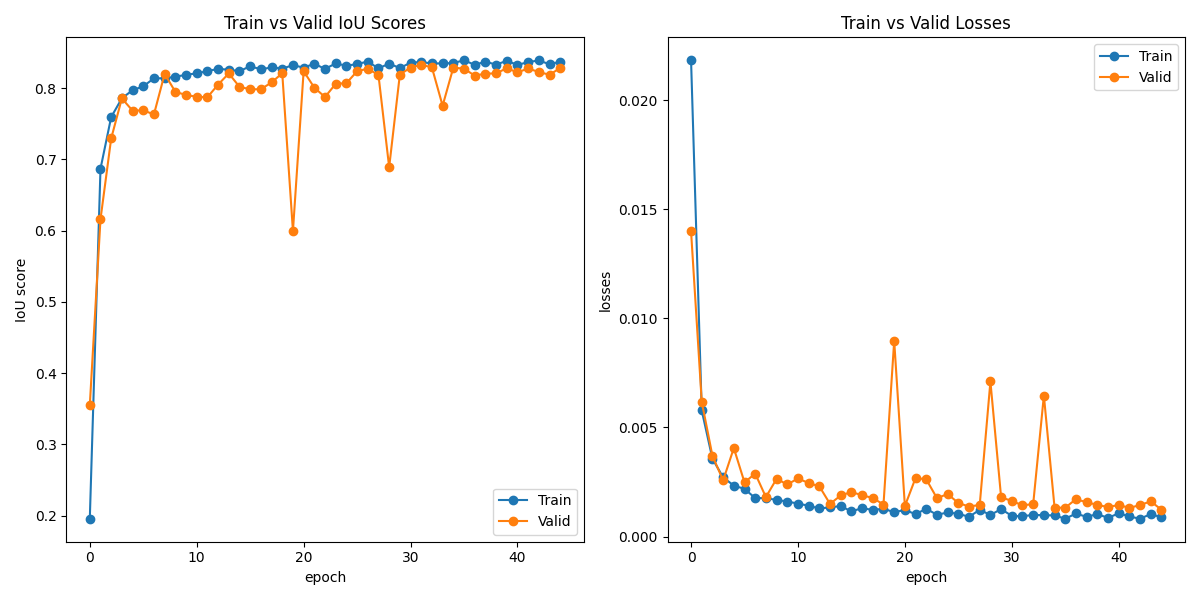 Train vs Valid IoU Scores
IoU score
0.8
0.7
0.6
0.5
0.4
0.3
0.2
0 10 20 30 40
epoch
Train
Valid
Train vs Valid Losses
losses
0.020
0.015
0.010
0.005
0.000
0 10 20 30 40
epoch
Train
Valid